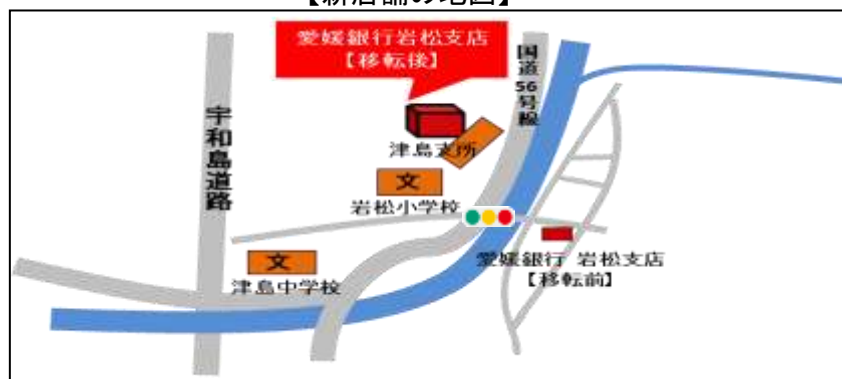 【新店舗の地図】
愛媛銀行岩松支店
【移転後】
国道56号線
宇和島道路
津島支所
文
岩松小学校
文
津島中学校
愛媛銀行 岩松支店
【移転前】